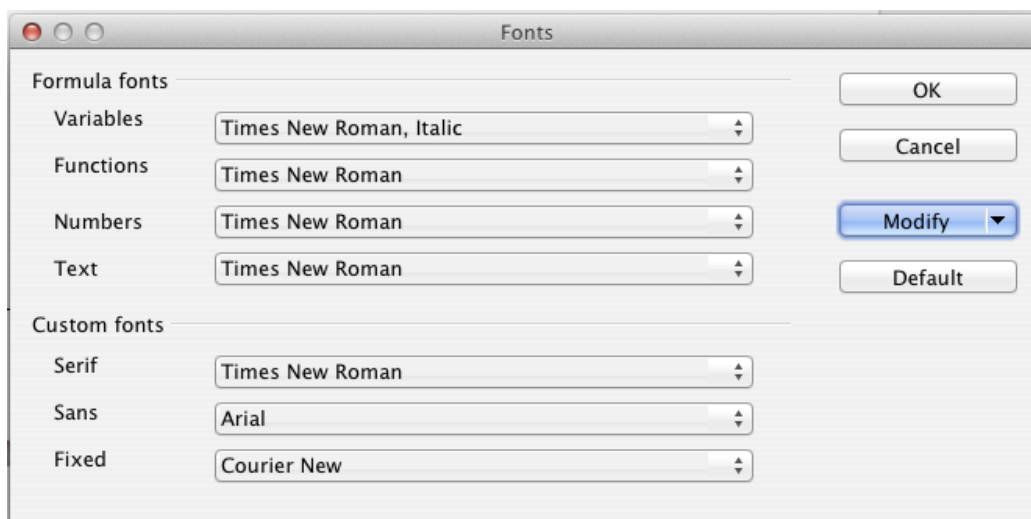 Fonts
Formula fonts
Variables Times New Roman, Italic
Functions Times New Roman
Numbers Times New Roman
Text Times New Roman
Custom fonts
Serif Times New Roman
Sans Arial
Fixed Courier New
OK
Cancel
Modify
Default